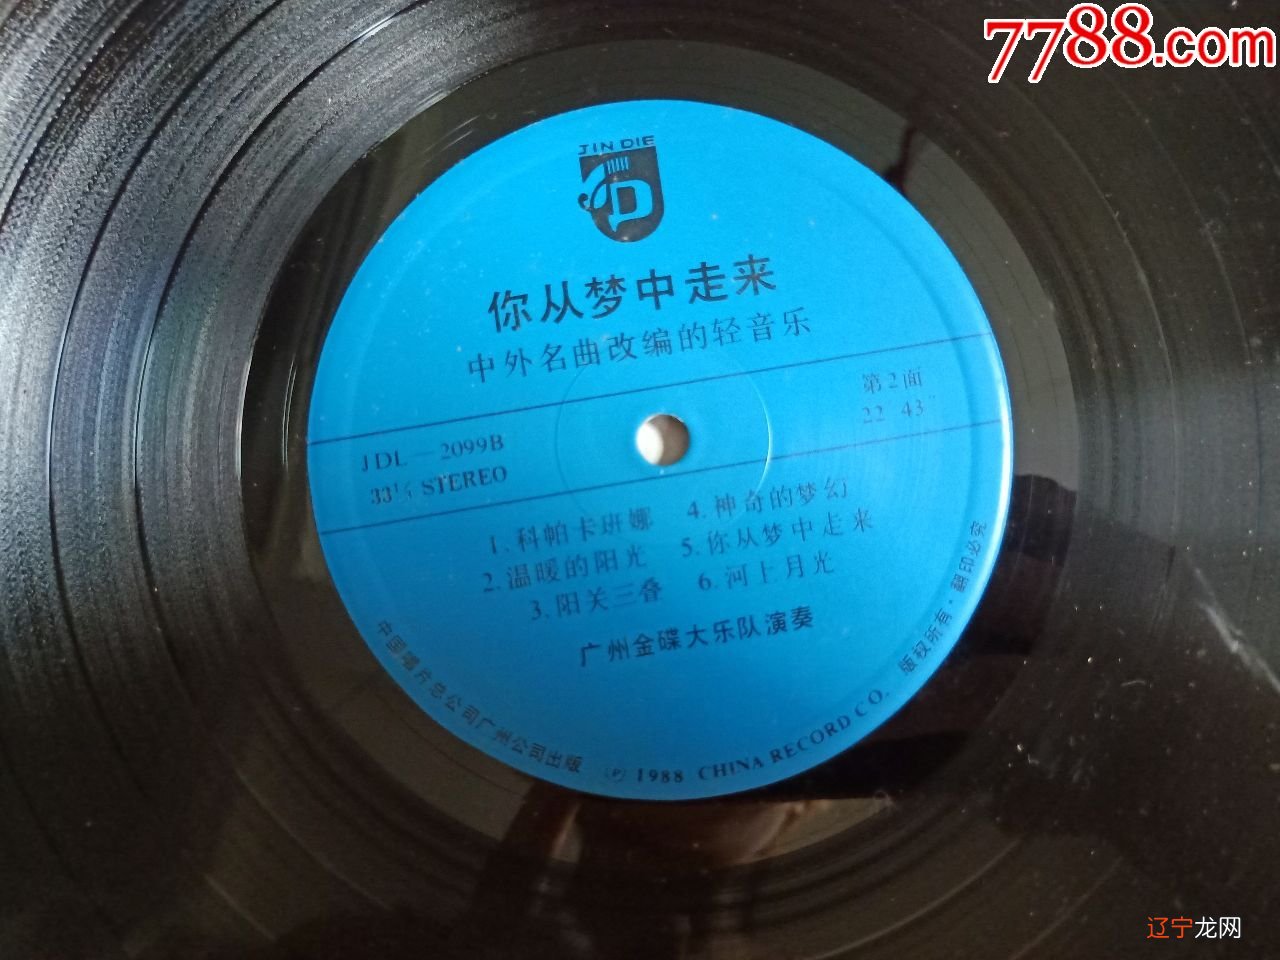 7788.com
JIN DIE
你从梦中走来
中外名曲改编的轻音乐
JDL—2099B
33⅓ STEREO
第2面
22′43″
1.科帕卡班娜
2.温暖的阳光
3.阳关三叠
4.神奇的梦幻
5.你从梦中走来
6.河上月光
广州金碟大乐队演奏
中国唱片总公司广州公司出版 Ⓟ 1988 CHINA RECORD CO. 版权所有·翻印必究
辽宁龙网